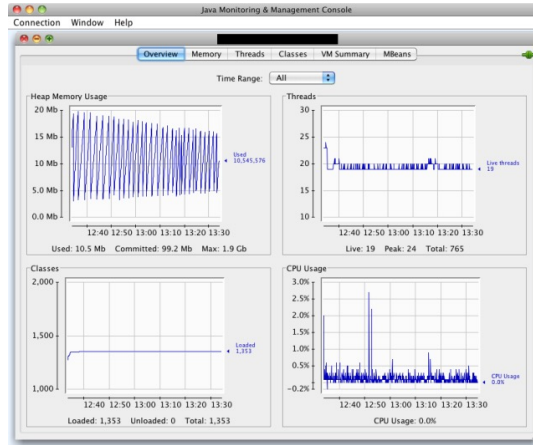 Java Monitoring & Management Console
Connection Window Help
Overview Memory Threads Classes VM Summary MBeans
Time Range: All
Heap Memory Usage
20 Mb
15 Mb
10 Mb
5.0 Mb
0.0 Mb
Used
10,545,576
12:40 12:50 13:00 13:10 13:20 13:30
Used: 10.5 Mb Committed: 99.2 Mb Max: 1.9 Gb
Threads
30
25
20
15
10
Live threads
19
12:40 12:50 13:00 13:10 13:20 13:30
Live: 19 Peak: 24 Total: 765
Classes
2,000
1,500
1,000
Loaded
1,353
12:40 12:50 13:00 13:10 13:20 13:30
Loaded: 1,353 Unloaded: 0 Total: 1,353
CPU Usage
3.0%
2.5%
2.0%
1.5%
1.0%
0.5%
-0.2%
CPU Usage
0.0%
12:40 12:50 13:00 13:10 13:20 13:30
CPU Usage: 0.0%